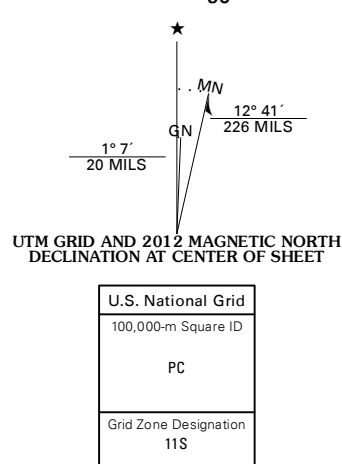 ★
MN
GN
12° 41´
226 MILS
1° 7´
20 MILS
UTM GRID AND 2012 MAGNETIC NORTH
DECLINATION AT CENTER OF SHEET
U.S. National Grid
100,000-m Square ID
PC
Grid Zone Designation
11S